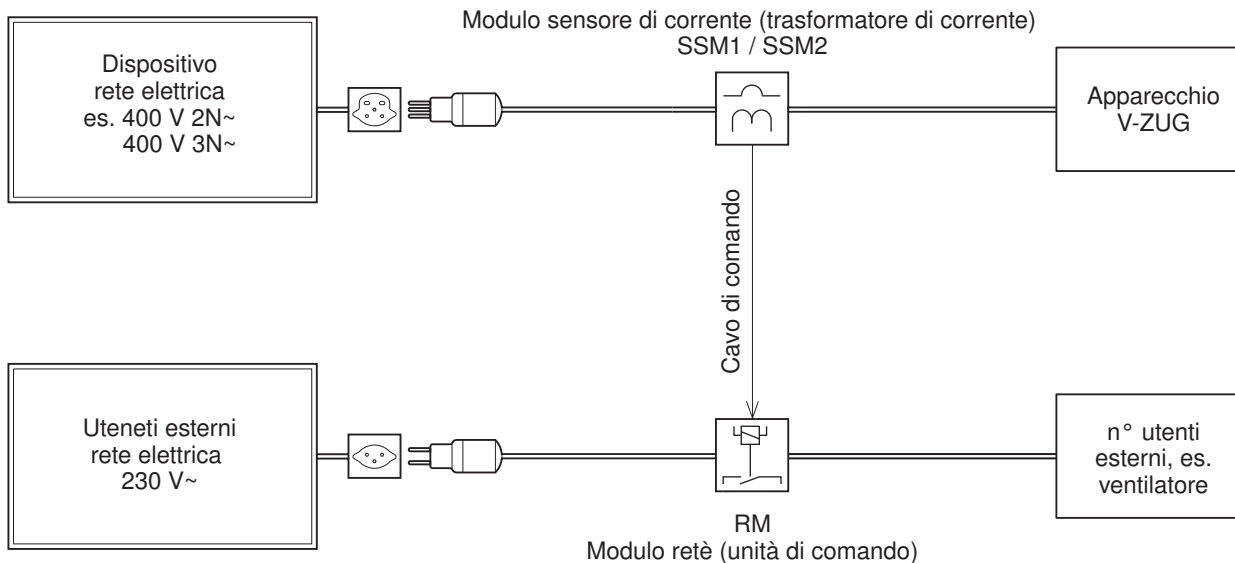 Modulo sensore di corrente (trasformatore di corrente)
SSM1 / SSM2
Dispositivo
rete elettrica
es. 400 V 2N~
400 V 3N~
Apparecchio
V-ZUG
Cavo di comando
Uteneti esterni
rete elettrica
230 V~
n° utenti
esterni, es.
ventilatore
RM
Modulo retè (unità di comando)